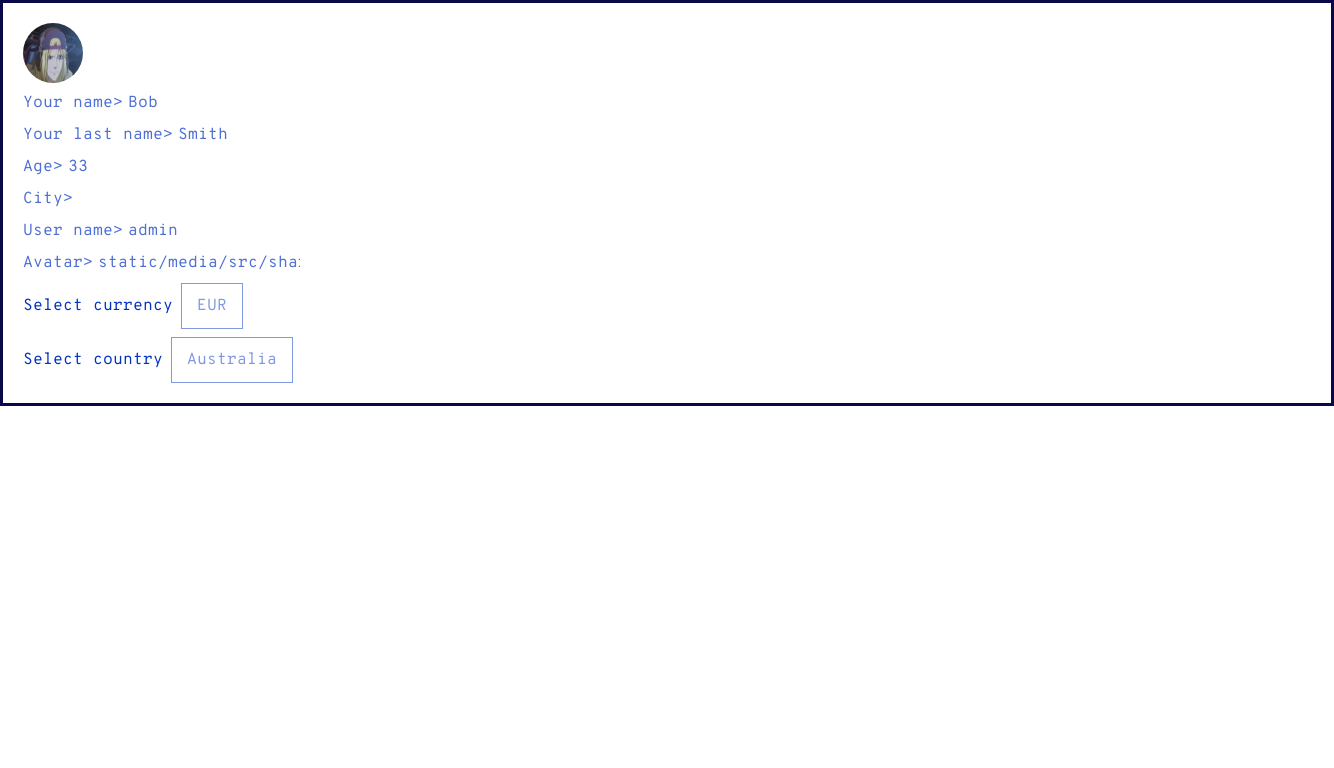 Your name> Bob
Your last name> Smith
Age> 33
City>
User name> admin
Avatar> static/media/src/sha
Select currency EUR
Select country Australia